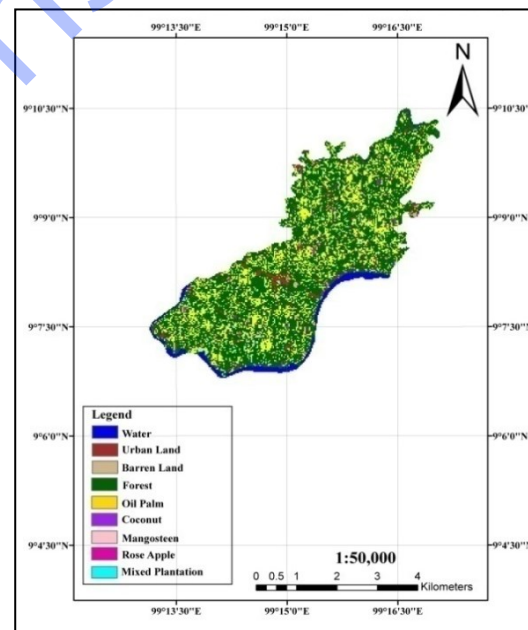 99°13'30"E 99°15'0"E 99°16'30"E
N
9°10'30"N 9°10'30"N
9°9'0"N 9°9'0"N
9°7'30"N 9°7'30"N
9°6'0"N 9°6'0"N
9°4'30"N 9°4'30"N
Legend
Water
Urban Land
Barren Land
Forest
Oil Palm
Coconut
Mangosteen
Rose Apple
Mixed Plantation
1:50,000
0 0.5 1 2 3 4
Kilometers
99°13'30"E 99°15'0"E 99°16'30"E